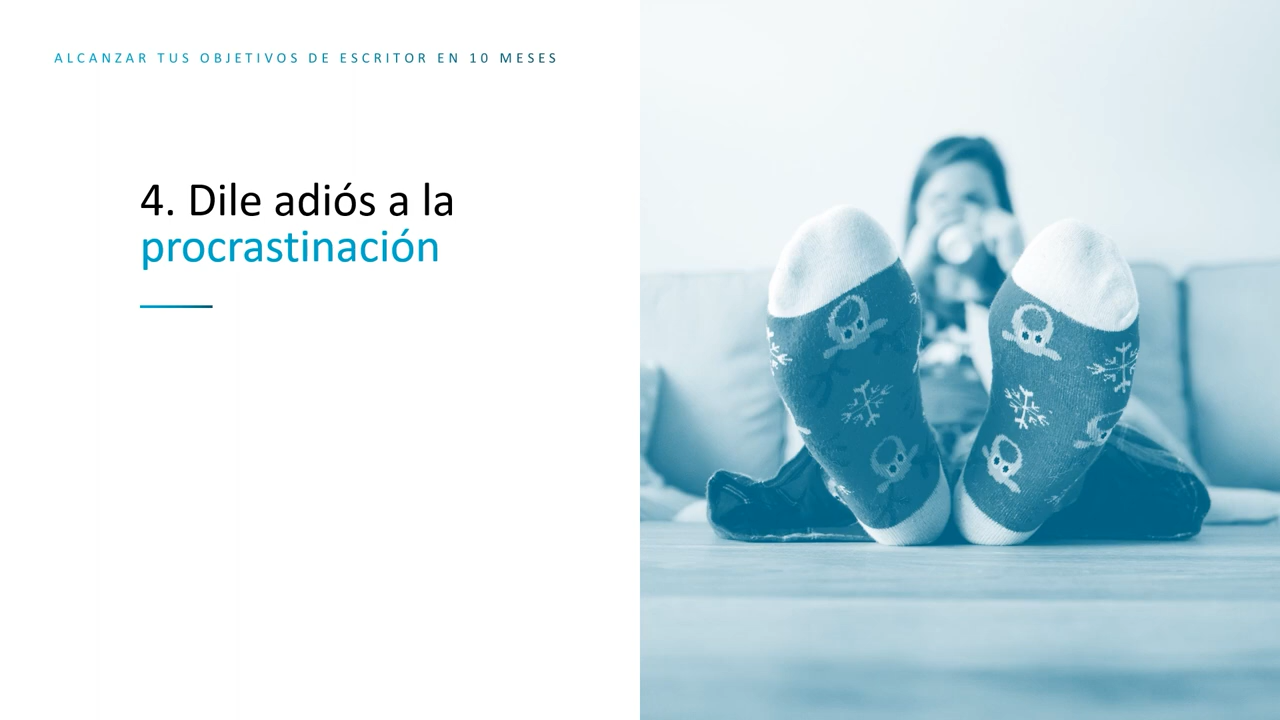 ALCANZAR TUS OBJETIVOS DE ESCRITOR EN 10 MESES
4. Dile adiós a la
procrastinación